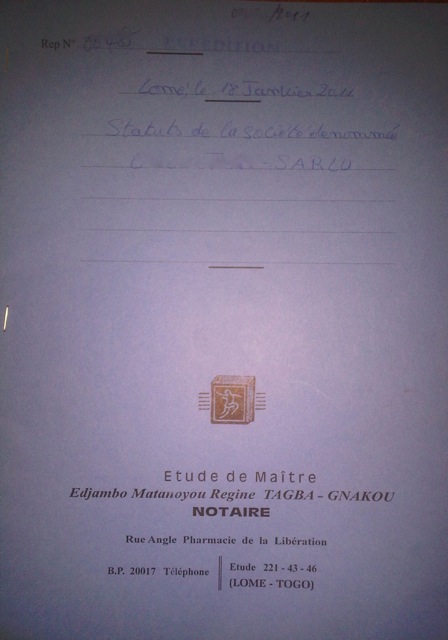 /2011
Rep N°
EXPEDITION
Lomé, le 18 Janvier 2011
Statuts de la société dénommée
- SARLU
Etude de Maître
Edjambo Matanoyou Regine TAGBA - GNAKOU
NOTAIRE
Rue Angle Pharmacie de la Libération
B.P. 20017 Téléphone
Etude 221 - 43 - 46
(LOME - TOGO)